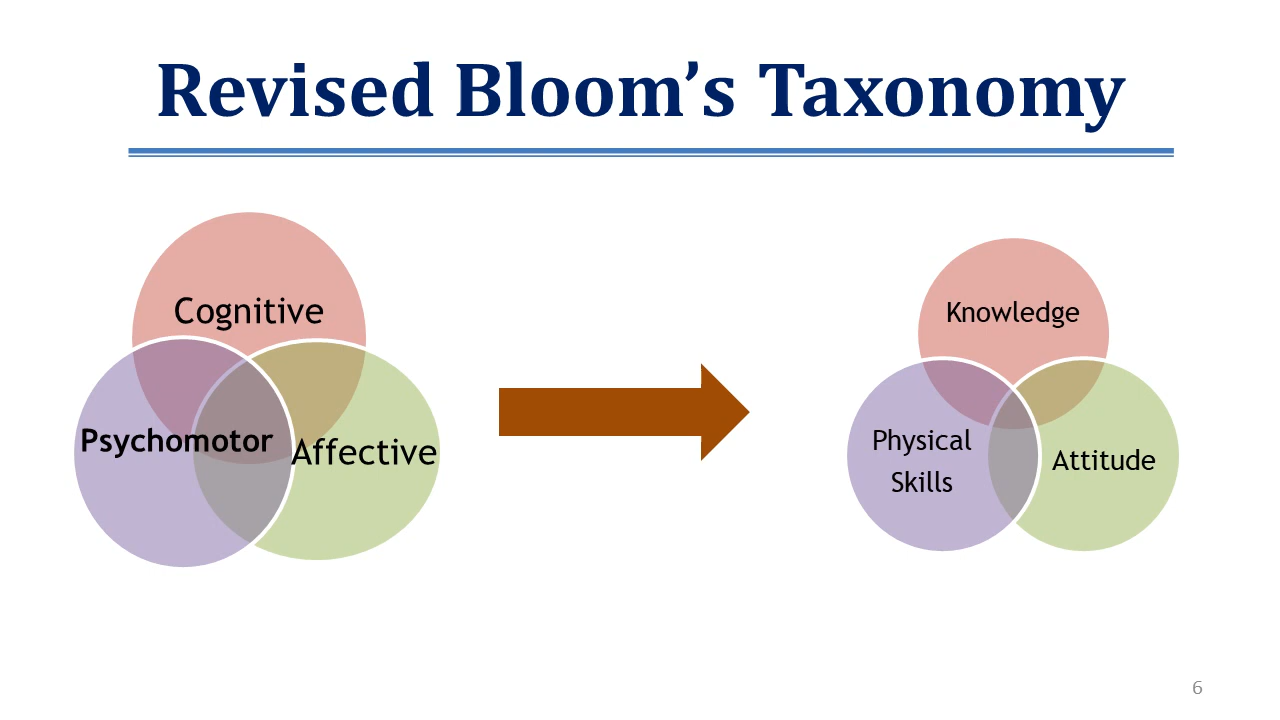 Revised Bloom’s Taxonomy
Cognitive
Psychomotor
Affective
Knowledge
Physical
Skills
Attitude
6